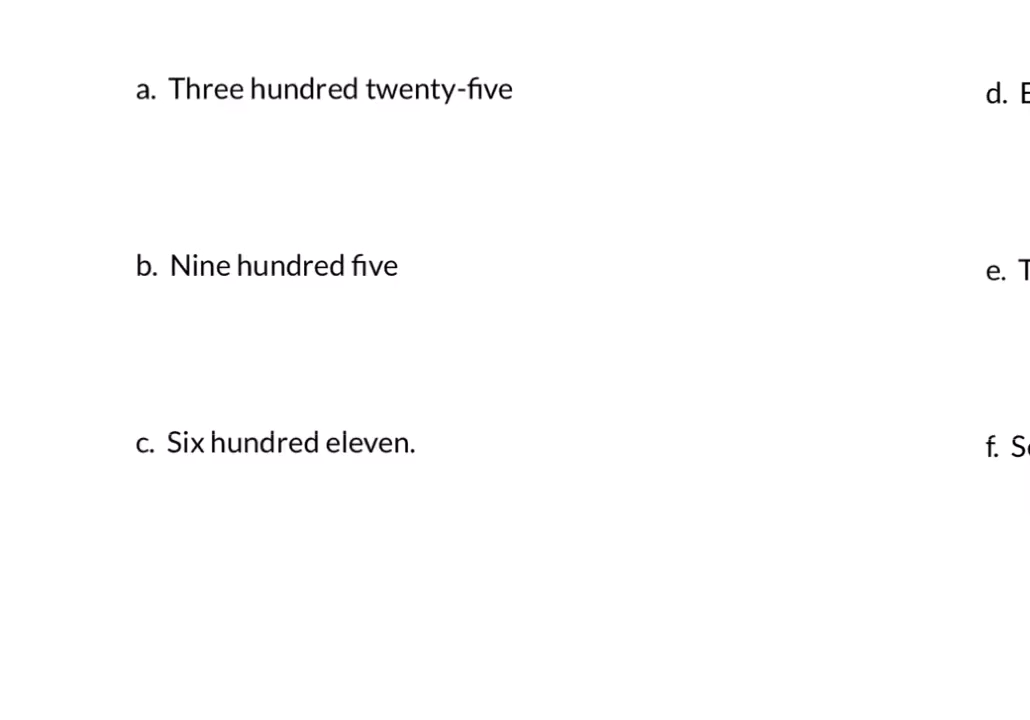 a. Three hundred twenty-five
d.
b. Nine hundred five
e.
c. Six hundred eleven.
f.